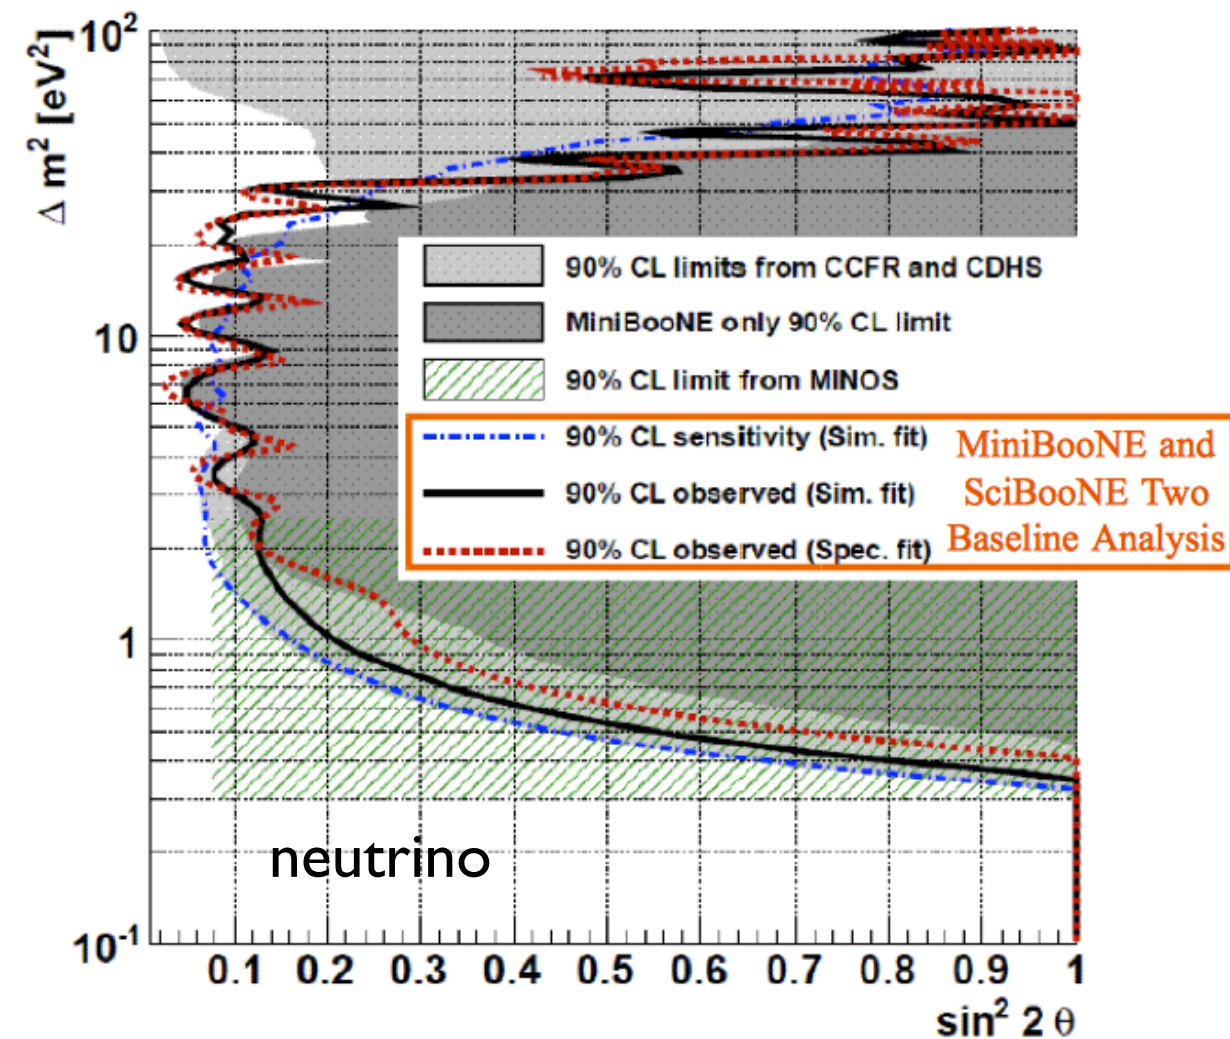 Δ m² [eV²]
10²
10
1
10⁻¹
90% CL limits from CCFR and CDHS
MiniBooNE only 90% CL limit
90% CL limit from MINOS
90% CL sensitivity (Sim. fit)
90% CL observed (Sim. fit)
90% CL observed (Spec. fit)
MiniBooNE and
SciBooNE Two
Baseline Analysis
neutrino
0.1 0.2 0.3 0.4 0.5 0.6 0.7 0.8 0.9 1
sin² 2 θ